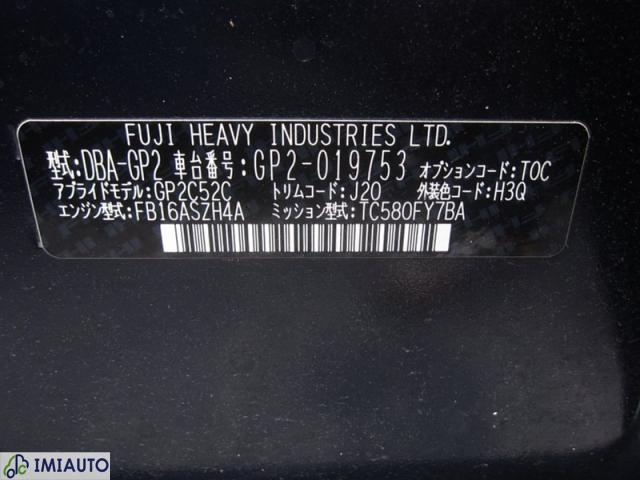 FUJI HEAVY INDUSTRIES LTD.
型式:DBA-GP2 車台番号:GP2-019753 オプションコード:TOC
アプライドモデル:GP2C52C トリムコード:J20 外装色コード:H3Q
エンジン型式:FB16ASZH4A ミッション型式:TC580FY7BA
IMIAUTO